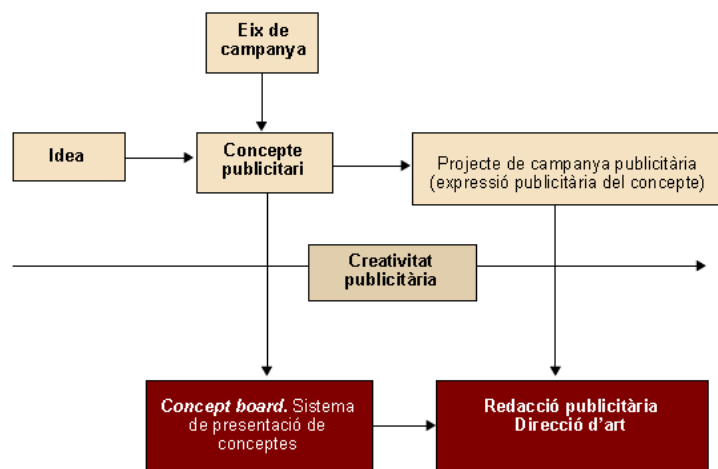 Eix de
campanya
Idea
Concepte
publicitari
Projecte de campanya publicitària
(expressió publicitària del concepte)
Creativitat
publicitària
Concept board. Sistema
de presentació de
conceptes
Redacció publicitària
Direcció d’art